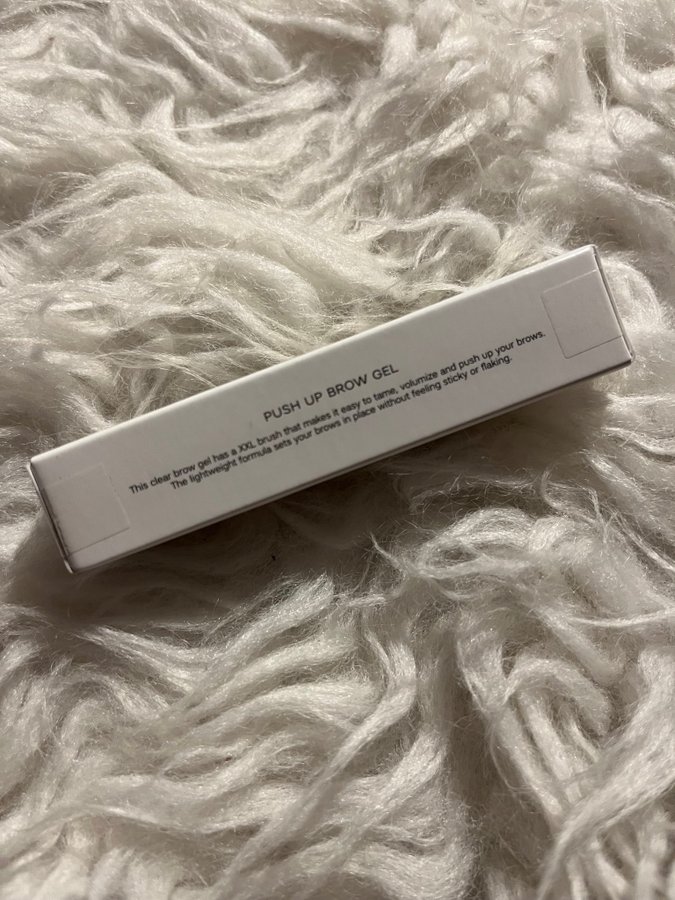 PUSH UP BROW GEL
This clear brow gel has a XXL brush that makes it easy to tame, volumize and push up your brows.
The lightweight formula sets your brows in place without feeling sticky or flaking.